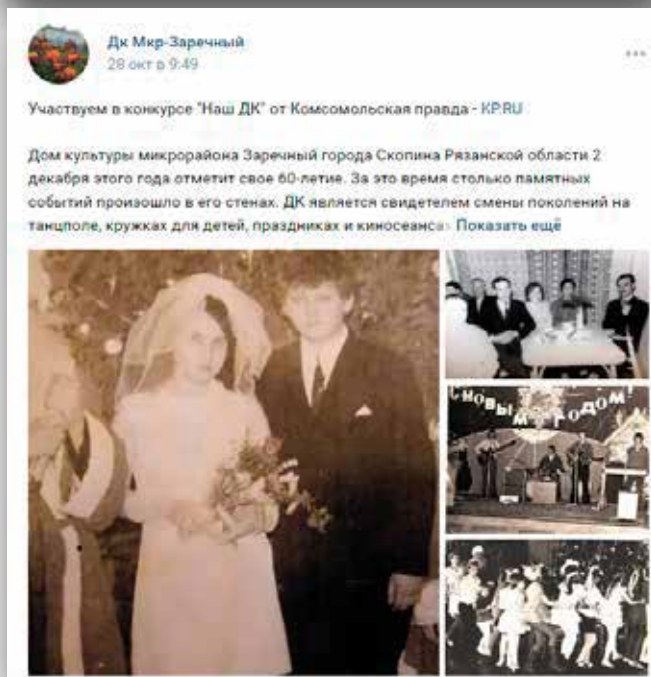 Дк Мкр-Заречный
28 окт в 9:49
Участвуем в конкурсе "Наш ДК" от Комсомольская правда - KP.RU
Дом культуры микрорайона Заречный города Скопина Рязанской области 2
декабря этого года отметит свое 60-летие. За это время столько памятных
событий произошло в его стенах. ДК является свидетелем смены поколений на
танцполе, кружках для детей, праздниках и киносеанса Показать ещё
С НОВЫМ ГОДОМ!